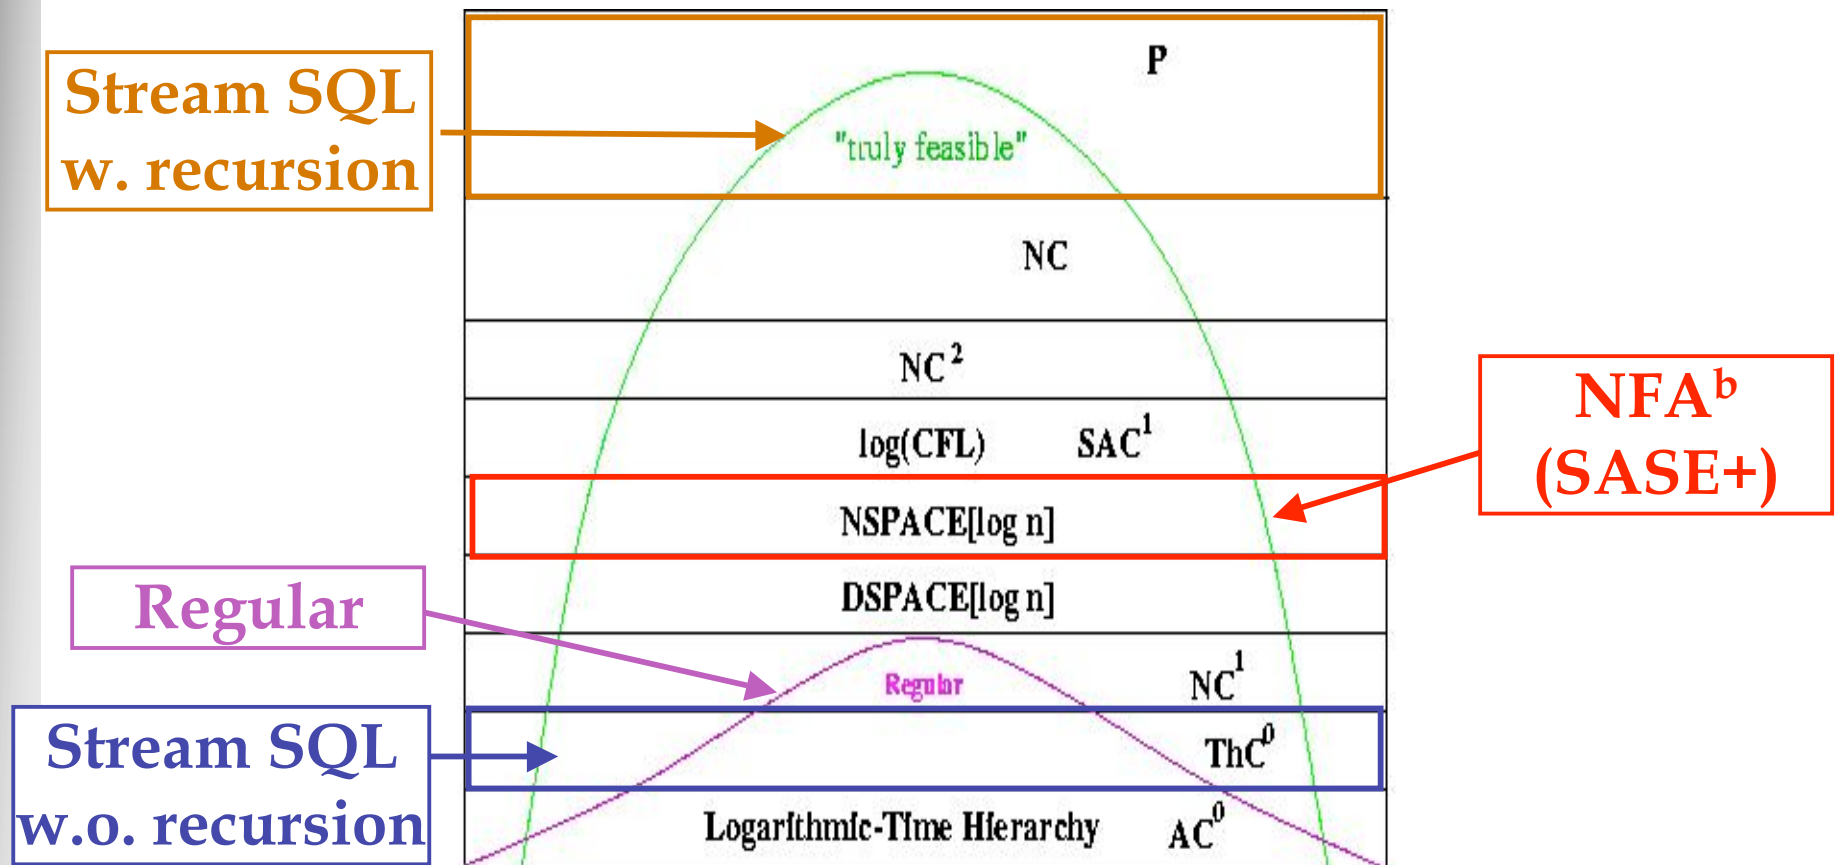 P
Stream SQL
w. recursion
"truly feasible"
NC
NC²
NFAᵇ
(SASE+)
log(CFL) SAC¹
NSPACE[log n]
DSPACE[log n]
Regular
Regular
NC¹
Stream SQL
w.o. recursion
ThC⁰
Logarithmic-Time Hierarchy AC⁰